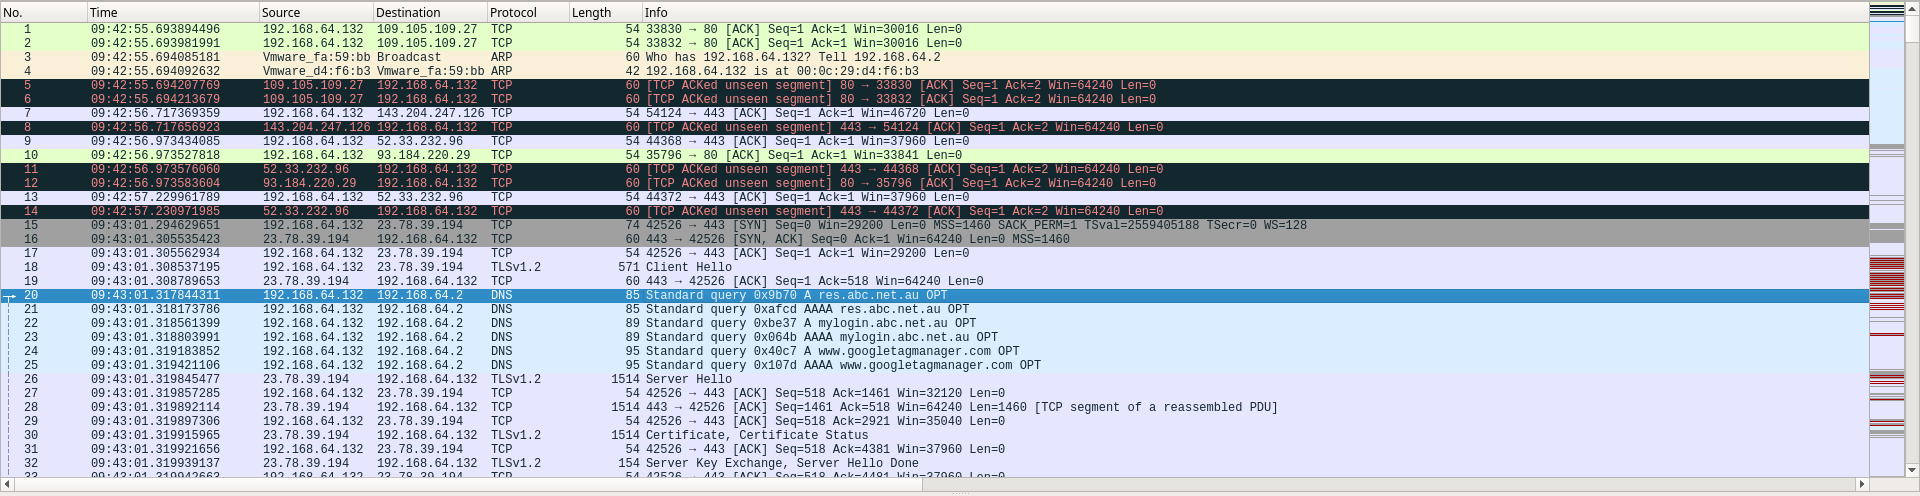 No. Time Source Destination Protocol Length Info
1 09:42:55.693894496 192.168.64.132 109.105.109.27 TCP 54 33830 → 80 [ACK] Seq=1 Ack=1 Win=30016 Len=0
2 09:42:55.693981991 192.168.64.132 109.105.109.27 TCP 54 33832 → 80 [ACK] Seq=1 Ack=1 Win=30016 Len=0
3 09:42:55.694085181 Vmware_fa:59:bb Broadcast ARP 60 Who has 192.168.64.132? Tell 192.168.64.2
4 09:42:55.694092632 Vmware_d4:f6:b3 Vmware_fa:59:bb ARP 42 192.168.64.132 is at 00:0c:29:d4:f6:b3
5 09:42:55.694207769 109.105.109.27 192.168.64.132 TCP 60 [TCP ACKed unseen segment] 80 → 33830 [ACK] Seq=1 Ack=2 Win=64240 Len=0
6 09:42:55.694213679 109.105.109.27 192.168.64.132 TCP 60 [TCP ACKed unseen segment] 80 → 33832 [ACK] Seq=1 Ack=2 Win=64240 Len=0
7 09:42:56.717369359 192.168.64.132 143.204.247.126 TCP 54 54124 → 443 [ACK] Seq=1 Ack=1 Win=46720 Len=0
8 09:42:56.717656923 143.204.247.126 192.168.64.132 TCP 60 [TCP ACKed unseen segment] 443 → 54124 [ACK] Seq=1 Ack=2 Win=64240 Len=0
9 09:42:56.973434085 192.168.64.132 52.33.232.96 TCP 54 44368 → 443 [ACK] Seq=1 Ack=1 Win=37960 Len=0
10 09:42:56.973527818 192.168.64.132 93.184.220.29 TCP 54 35796 → 80 [ACK] Seq=1 Ack=1 Win=33841 Len=0
11 09:42:56.973576060 52.33.232.96 192.168.64.132 TCP 60 [TCP ACKed unseen segment] 443 → 44368 [ACK] Seq=1 Ack=2 Win=64240 Len=0
12 09:42:56.973583604 93.184.220.29 192.168.64.132 TCP 60 [TCP ACKed unseen segment] 80 → 35796 [ACK] Seq=1 Ack=2 Win=64240 Len=0
13 09:42:57.229961789 192.168.64.132 52.33.232.96 TCP 54 44372 → 443 [ACK] Seq=1 Ack=1 Win=37960 Len=0
14 09:42:57.230971985 52.33.232.96 192.168.64.132 TCP 60 [TCP ACKed unseen segment] 443 → 44372 [ACK] Seq=1 Ack=2 Win=64240 Len=0
15 09:43:01.294629651 192.168.64.132 23.78.39.194 TCP 74 42526 → 443 [SYN] Seq=0 Win=29200 Len=0 MSS=1460 SACK_PERM=1 TSval=2559405188 TSecr=0 WS=128
16 09:43:01.305535423 23.78.39.194 192.168.64.132 TCP 60 443 → 42526 [SYN, ACK] Seq=0 Ack=1 Win=64240 Len=0 MSS=1460
17 09:43:01.305562934 192.168.64.132 23.78.39.194 TCP 54 42526 → 443 [ACK] Seq=1 Ack=1 Win=29200 Len=0
18 09:43:01.308537195 192.168.64.132 23.78.39.194 TLSv1.2 571 Client Hello
19 09:43:01.308789653 23.78.39.194 192.168.64.132 TCP 60 443 → 42526 [ACK] Seq=1 Ack=518 Win=64240 Len=0
20 09:43:01.317844311 192.168.64.132 192.168.64.2 DNS 85 Standard query 0x9b70 A res.abc.net.au OPT
21 09:43:01.318173786 192.168.64.132 192.168.64.2 DNS 85 Standard query 0xafcd AAAA res.abc.net.au OPT
22 09:43:01.318561399 192.168.64.132 192.168.64.2 DNS 89 Standard query 0xbe37 A mylogin.abc.net.au OPT
23 09:43:01.318803991 192.168.64.132 192.168.64.2 DNS 89 Standard query 0x064b AAAA mylogin.abc.net.au OPT
24 09:43:01.319183852 192.168.64.132 192.168.64.2 DNS 95 Standard query 0x40c7 A www.googletagmanager.com OPT
25 09:43:01.319421106 192.168.64.132 192.168.64.2 DNS 95 Standard query 0x107d AAAA www.googletagmanager.com OPT
26 09:43:01.319845477 23.78.39.194 192.168.64.132 TLSv1.2 1514 Server Hello
27 09:43:01.319857285 192.168.64.132 23.78.39.194 TCP 54 42526 → 443 [ACK] Seq=518 Ack=1461 Win=32120 Len=0
28 09:43:01.319892114 23.78.39.194 192.168.64.132 TCP 1514 443 → 42526 [ACK] Seq=1461 Ack=518 Win=64240 Len=1460 [TCP segment of a reassembled PDU]
29 09:43:01.319897306 192.168.64.132 23.78.39.194 TCP 54 42526 → 443 [ACK] Seq=518 Ack=2921 Win=35040 Len=0
30 09:43:01.319915965 23.78.39.194 192.168.64.132 TLSv1.2 1514 Certificate, Certificate Status
31 09:43:01.319921656 192.168.64.132 23.78.39.194 TCP 54 42526 → 443 [ACK] Seq=518 Ack=4381 Win=37960 Len=0
32 09:43:01.319939137 23.78.39.194 192.168.64.132 TLSv1.2 154 Server Key Exchange, Server Hello Done
33 09:43:01.319942663 192.168.64.132 23.78.39.194 TCP 54 42526 → 443 [ACK] Seq=518 Ack=4481 Win=37960 Len=0